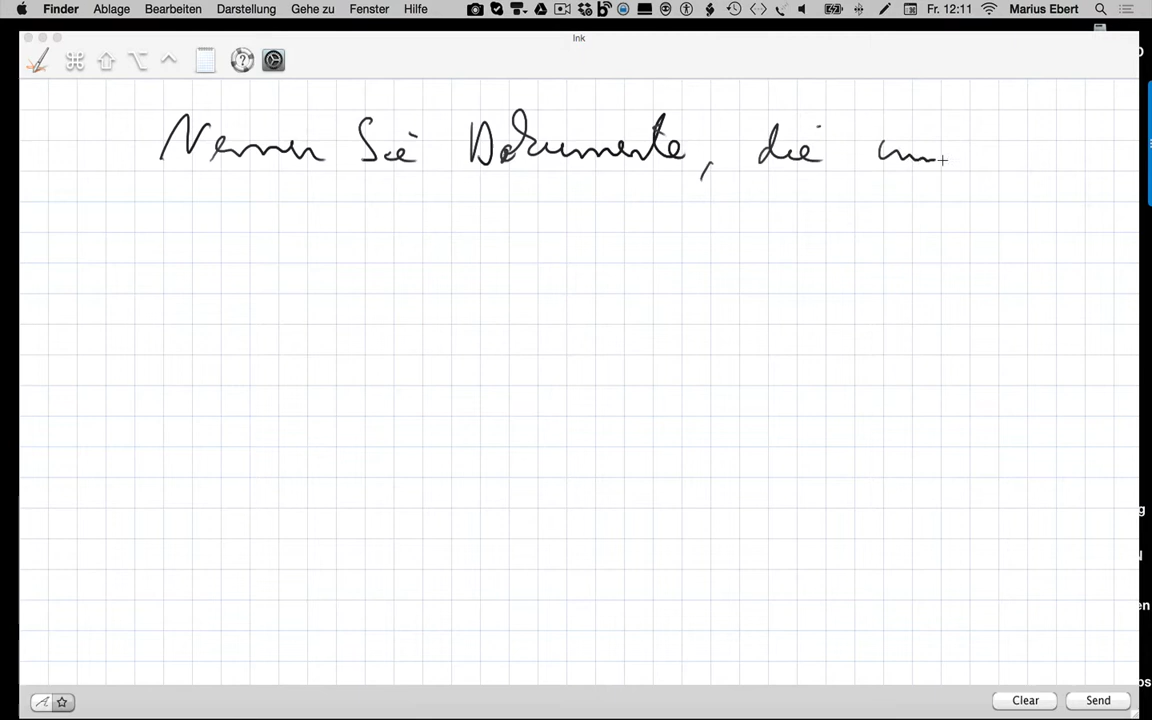 Finder Ablage Bearbeiten Darstellung Gehe zu Fenster Hilfe Fr. 12:11 Marius Ebert
Ink
Nennen Sie Dokumente, die
Clear Send